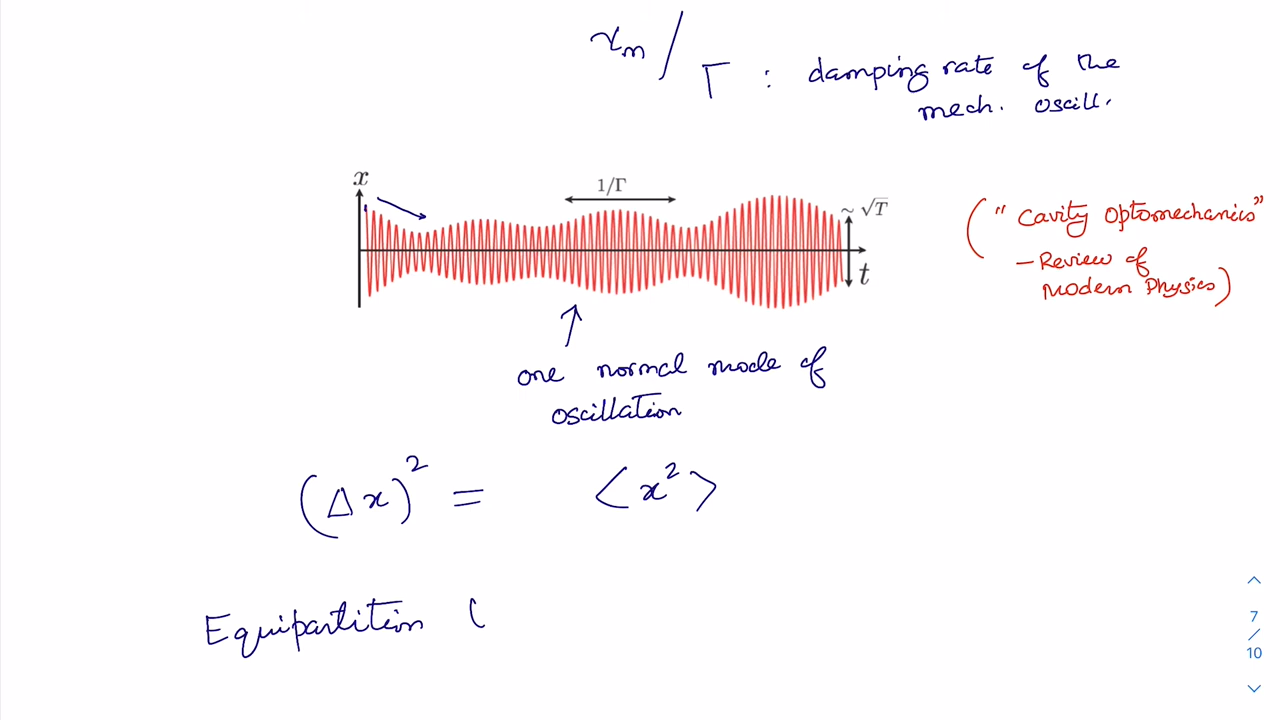 γm / Γ : damping rate of the
mech. oscill.
x
1/Γ
~ √T
t
("Cavity Optomechanics"
– Review of
Modern Physics)
one normal mode of
oscillation
(Δx)² = ⟨x²⟩
Equipartition (
7
/
10